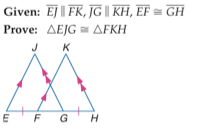 Given: EJ ∥ FK, JG ∥ KH, EF ≅ GH
Prove: △EJG ≅ △FKH
J K
E F G H